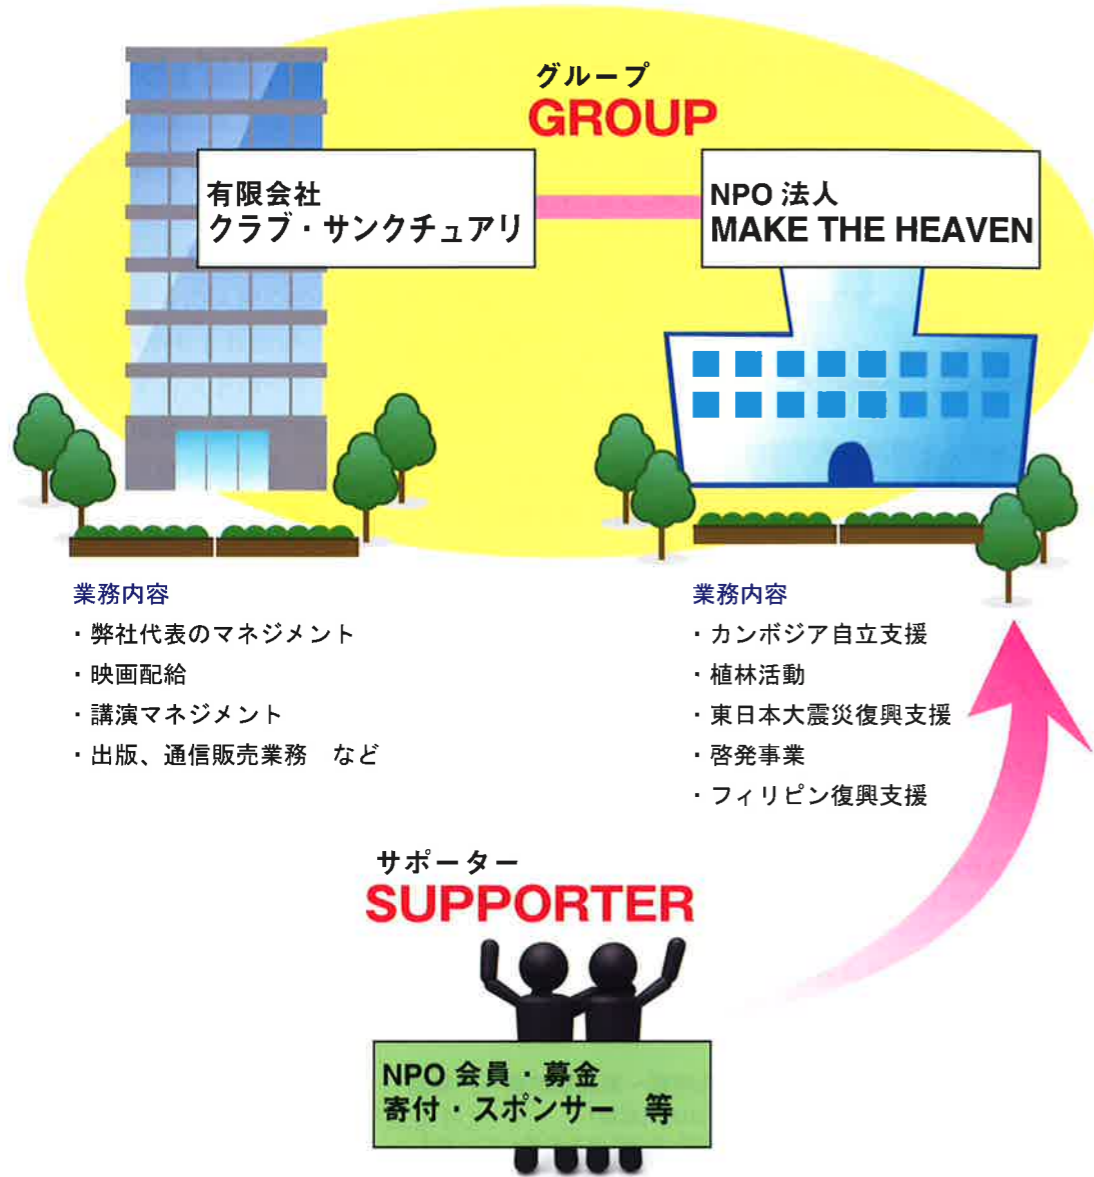 グループ
GROUP
有限会社
クラブ・サンクチュアリ
NPO 法人
MAKE THE HEAVEN
業務内容
・弊社代表のマネジメント
・映画配給
・講演マネジメント
・出版、通信販売業務　など
業務内容
・カンボジア自立支援
・植林活動
・東日本大震災復興支援
・啓発事業
・フィリピン復興支援
サポーター
SUPPORTER
NPO 会員・募金
寄付・スポンサー　等